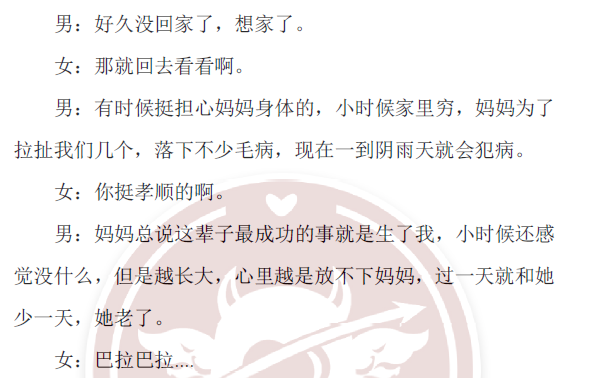 男：好久没回家了，想家了。
女：那就回去看看啊。
男：有时候挺担心妈妈身体的，小时候家里穷，妈妈为了
拉扯我们几个，落下不少毛病，现在一到阴雨天就会犯病。
女：你挺孝顺的啊。
男：妈妈总说这辈子最成功的事就是生了我，小时候还感
觉没什么，但是越长大，心里越是放不下妈妈，过一天就和她
少一天，她老了。
女：巴拉巴拉....